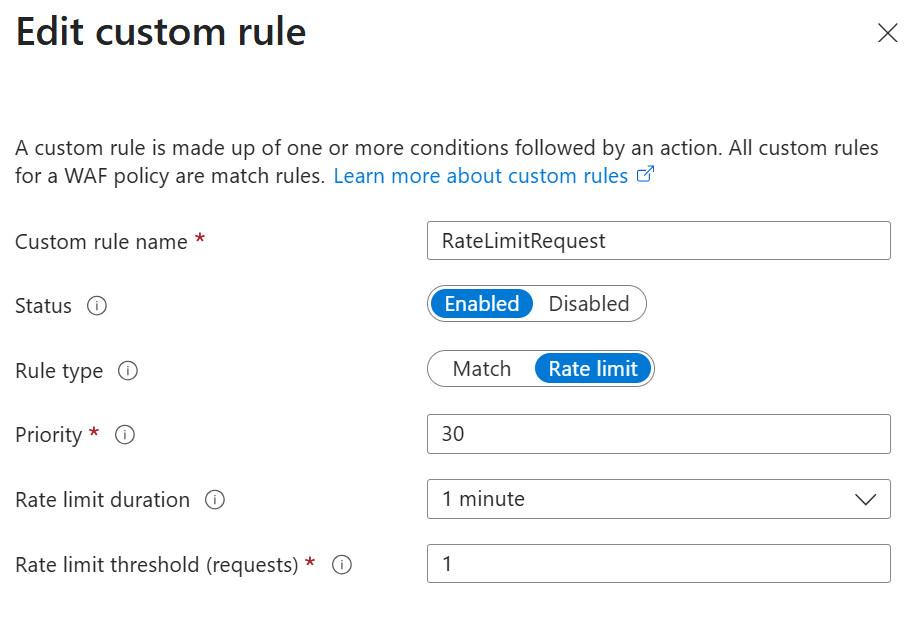 Edit custom rule
A custom rule is made up of one or more conditions followed by an action. All custom rules
for a WAF policy are match rules. Learn more about custom rules
Custom rule name *
RateLimitRequest
Status
Enabled Disabled
Rule type
Match Rate limit
Priority *
30
Rate limit duration
1 minute
Rate limit threshold (requests) *
1